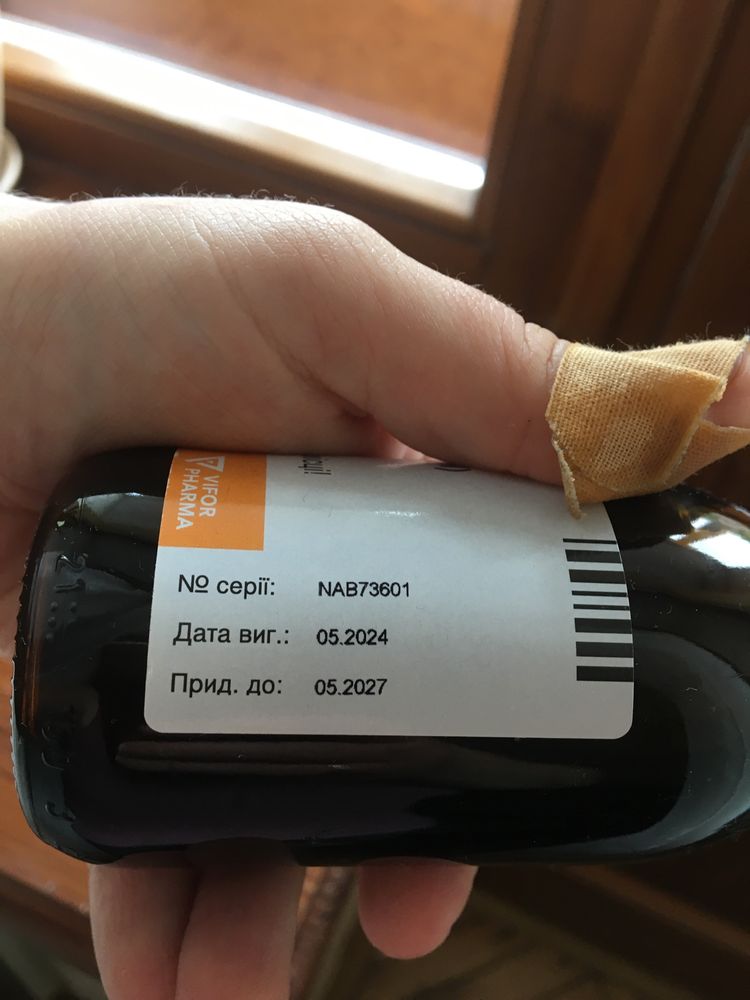 VIFOR
PHARMA
№ серії: NAB73601
Дата виг.: 05.2024
Прид. до: 05.2027